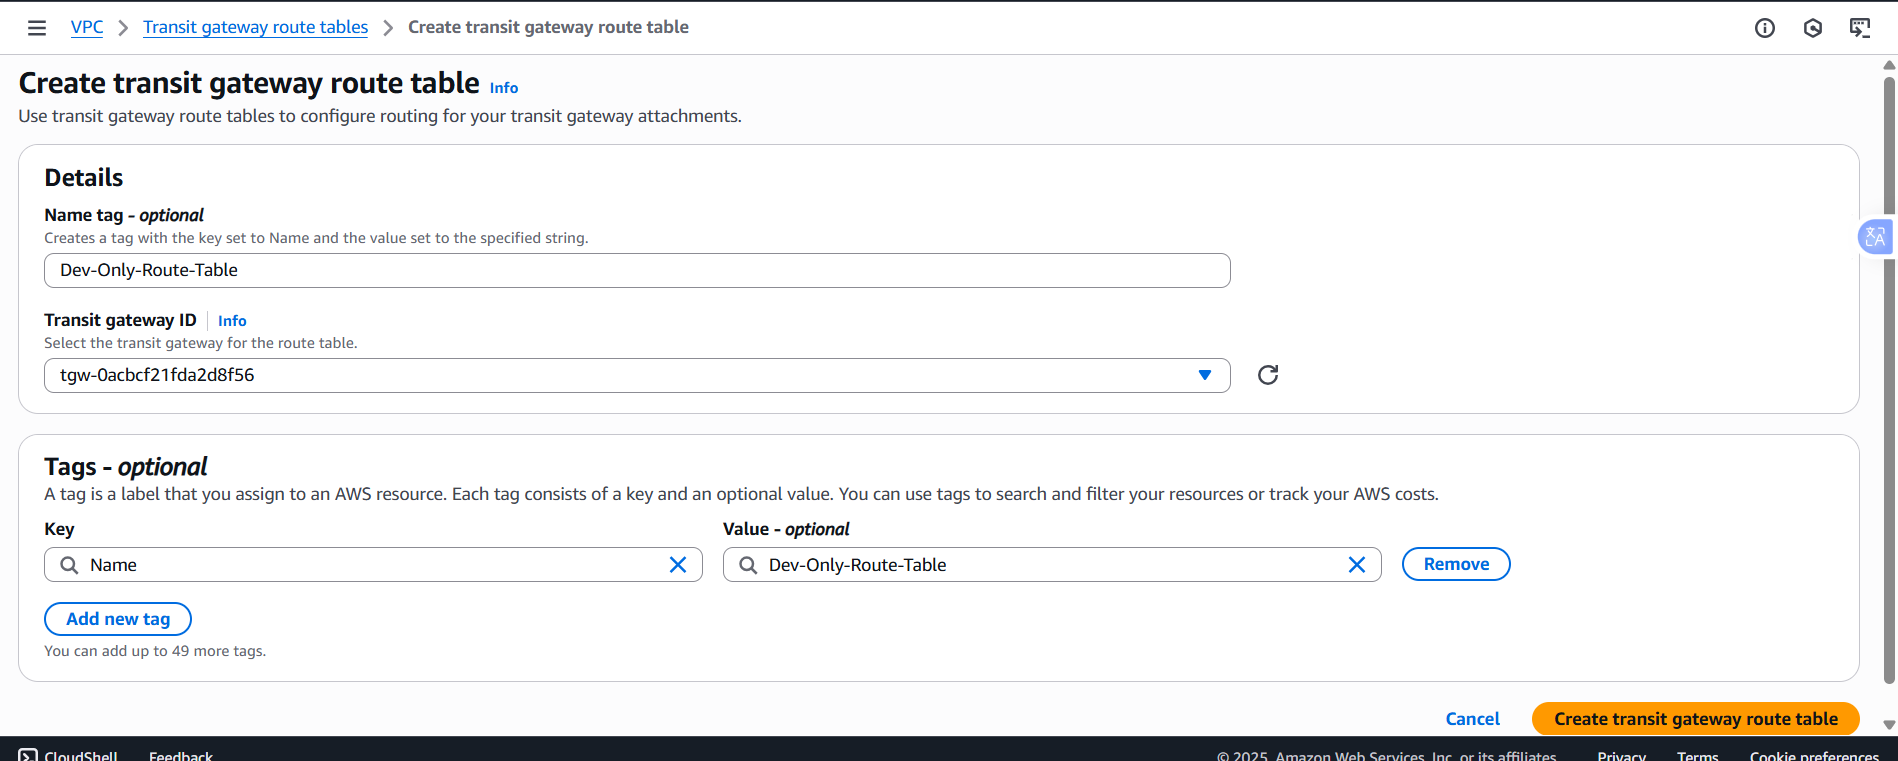 VPC > Transit gateway route tables > Create transit gateway route table
Create transit gateway route table Info
Use transit gateway route tables to configure routing for your transit gateway attachments.
Details
Name tag - optional
Creates a tag with the key set to Name and the value set to the specified string.
Dev-Only-Route-Table
Transit gateway ID Info
Select the transit gateway for the route table.
tgw-0acbcf21fda2d8f56
Tags - optional
A tag is a label that you assign to an AWS resource. Each tag consists of a key and an optional value. You can use tags to search and filter your resources or track your AWS costs.
Key Value - optional
Name Dev-Only-Route-Table Remove
Add new tag
You can add up to 49 more tags.
Cancel Create transit gateway route table
CloudShell Feedback © 2025, Amazon Web Services, Inc. or its affiliates. Privacy Terms Cookie preferences